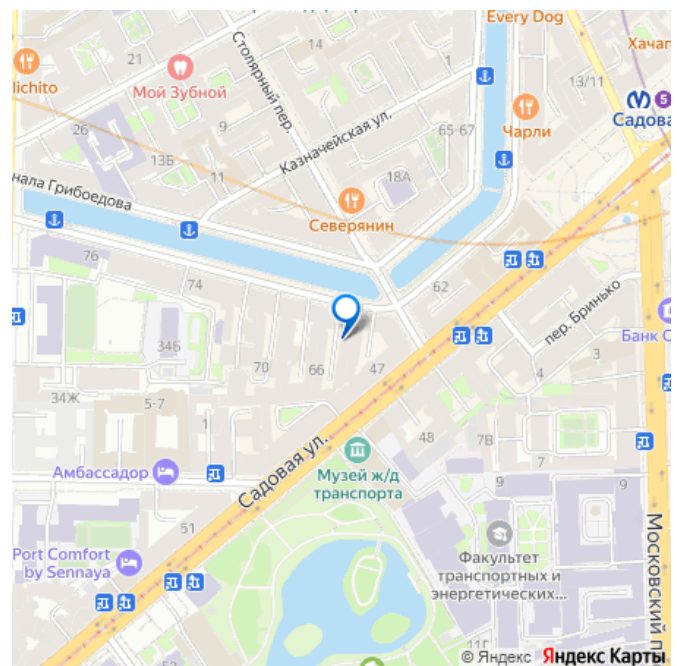 Every Dog
14
21
Хачап
lichito
Мой Зубной
13/11
Столярный пер.
Чарли
5
Садова
26
9
Казначейская ул.
65-67
13Б
11
18А
нала Грибоедова
Северянин
76
74
62
пер. Бринько
34Б
Банк С
70
66
47
3
4
34Ж
5-7
1
48
7В
7
Садовая ул.
Амбассадор
Музей ж/д
транспорта
9
9
51
Port Comfort
by Sennaya
Факультет
транспортных и
энергетических...
Московский п
11Г
© Яндекс Яндекс Карты